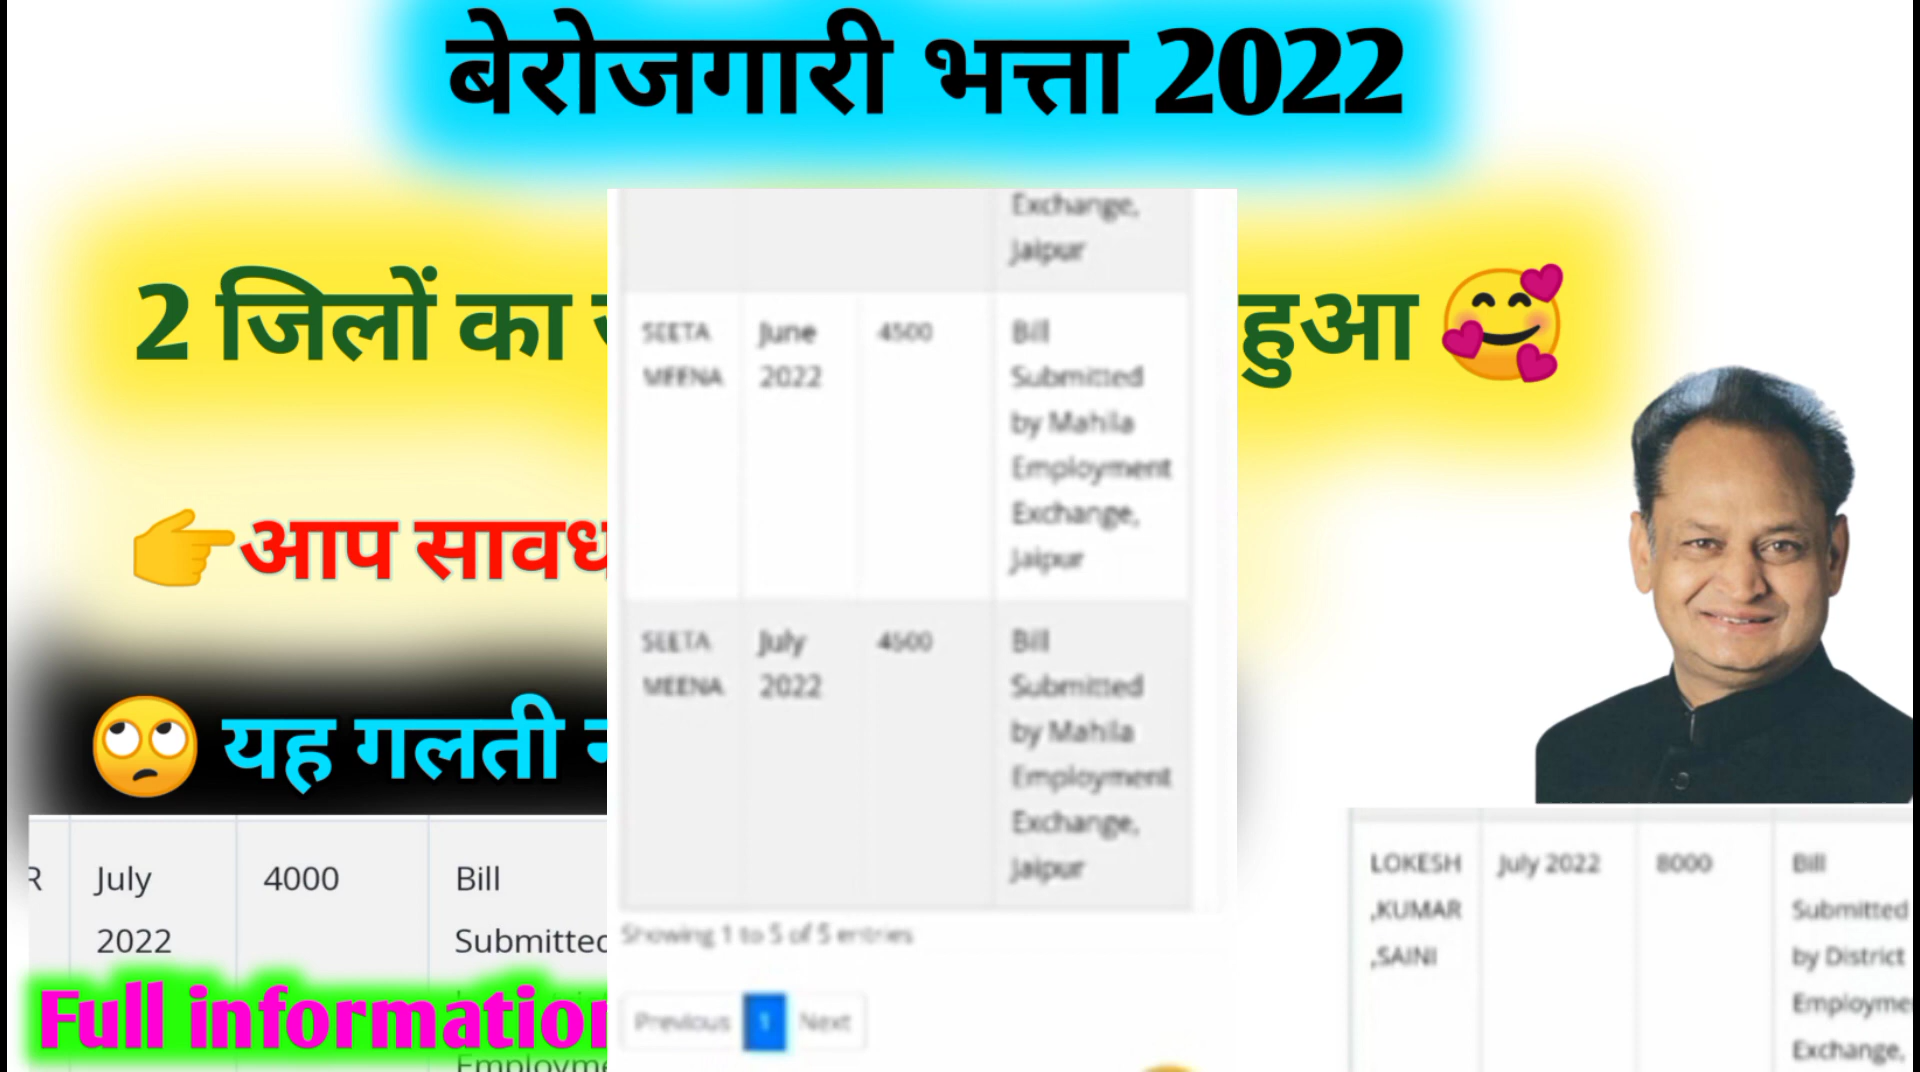 बेरोजगारी भत्ता 2022
2 जिलों का
हुआ
आप
यह गलती
Exchange,
Jaipur
SEETA
MEENA
June
2022
4500
Bill
Submitted
by Mahila
Employment
Exchange,
Jaipur
SEETA
MEENA
July
2022
4500
Bill
Submitted
by Mahila
Employment
Exchange,
Jaipur
Showing 1 to 5 of 5 entries
Previous 1 Next
R
July
2022
4000
Bill
Submitted
Full information
LOKESH
,KUMAR
,SAINI
July 2022
8000
Bill
Submitted
by District
Employme
Exchange,